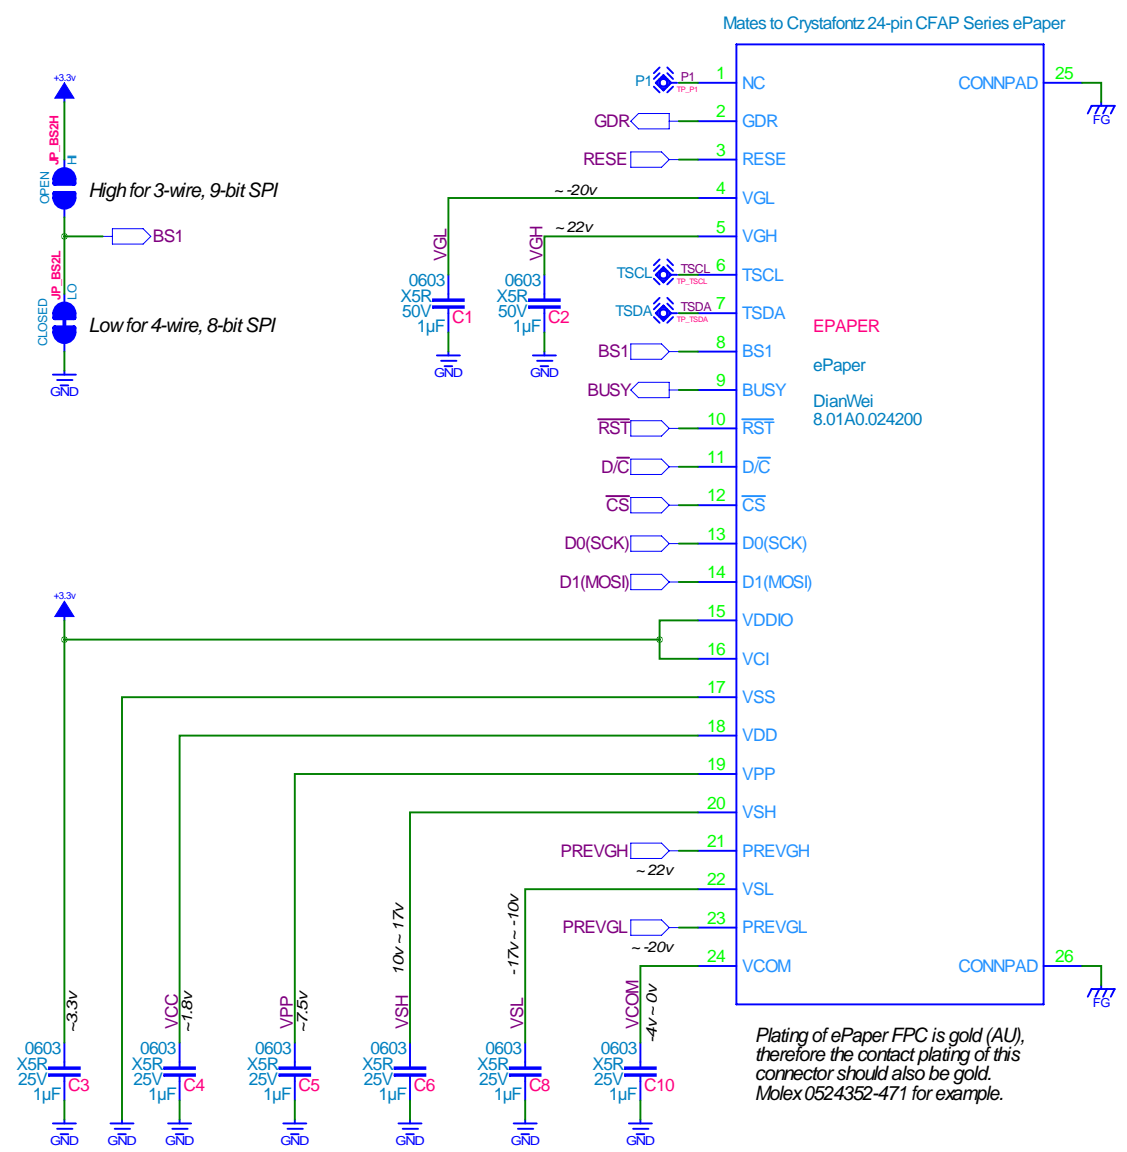 Mates to Crystafontz 24-pin CFAP Series ePaper
+3.3v
JP_BS2H
HI
OPEN
High for 3-wire, 9-bit SPI
BS1
JP_BS2L
LO
CLOSED
Low for 4-wire, 8-bit SPI
GND
P1
P1
TP_P1
1
NC
CONNPAD
25
FG
GDR
2
GDR
RESE
3
RESE
~ -20v
4
VGL
~ 22v
5
VGH
VGL
0603
X5R
50V
1µF
C1
GND
VGH
0603
X5R
50V
1µF
C2
GND
TSCL
TSCL
TP_TSCL
6
TSCL
TSDA
TSDA
TP_TSDA
7
TSDA
EPAPER
ePaper
DianWei
8.01A0.024200
BS1
8
BS1
BUSY
9
BUSY
RST
10
RST
D/C
11
D/C
CS
12
CS
D0(SCK)
13
D0(SCK)
D1(MOSI)
14
D1(MOSI)
+3.3v
15
VDDIO
16
VCI
17
VSS
18
VDD
19
VPP
20
VSH
PREVGH
21
PREVGH
~ 22v
22
VSL
PREVGL
23
PREVGL
~ -20v
24
VCOM
CONNPAD
26
FG
~3.3v
0603
X5R
25V
1µF
C3
GND
GND
VCC
~1.8v
0603
X5R
25V
1µF
C4
GND
VPP
~7.5v
0603
X5R
25V
1µF
C5
GND
VSH
10v ~ 17v
0603
X5R
25V
1µF
C6
GND
VSL
-17v ~ -10v
0603
X5R
25V
1µF
C8
GND
VCOM
-4v ~ 0v
0603
X5R
25V
1µF
C10
GND
Plating of ePaper FPC is gold (AU),
therefore the contact plating of this
connector should also be gold.
Molex 0524352-471 for example.